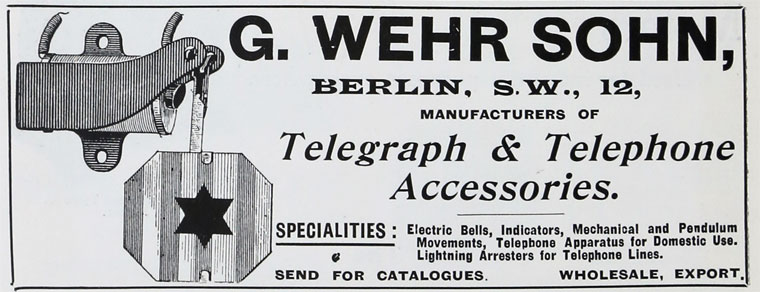 G. WEHR SOHN,
BERLIN, S.W., 12,
MANUFACTURERS OF
Telegraph & Telephone
Accessories.
SPECIALITIES: Electric Bells, Indicators, Mechanical and Pendulum
Movements, Telephone Apparatus for Domestic Use.
Lightning Arresters for Telephone Lines.
SEND FOR CATALOGUES. WHOLESALE, EXPORT.